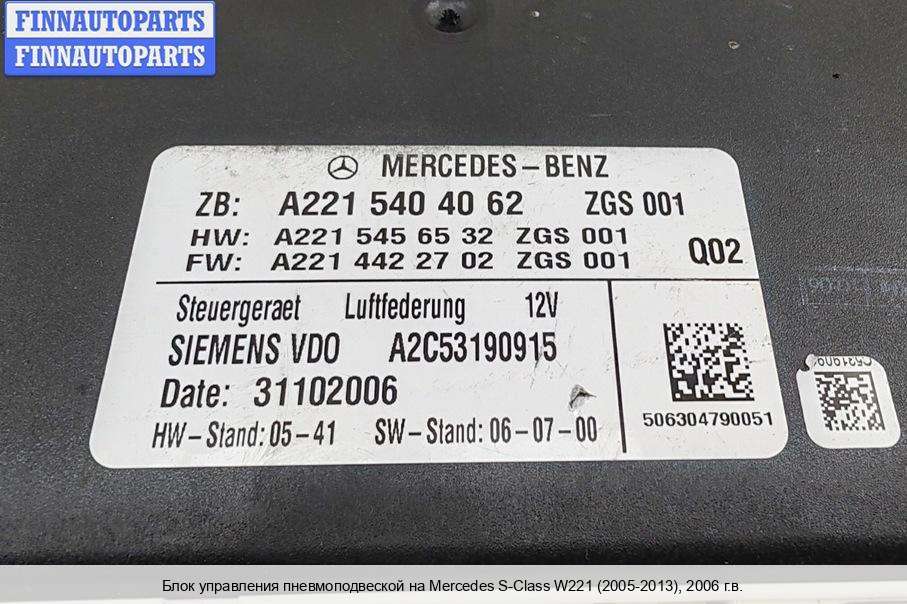 FINNAUTOPARTS
FINNAUTOPARTS
MERCEDES-BENZ
ZB: A221 540 40 62 ZGS 001
HW: A221 545 65 32 ZGS 001
FW: A221 442 27 02 ZGS 001
Q02
Steuergeraet Luftfederung 12V
SIEMENS VDO A2C53190915
Date: 31102006
HW-Stand: 05-41 SW-Stand: 06-07-00
506304790051
Блок управления пневмоподвеской на Mercedes S-Class W221 (2005-2013), 2006 г.в.